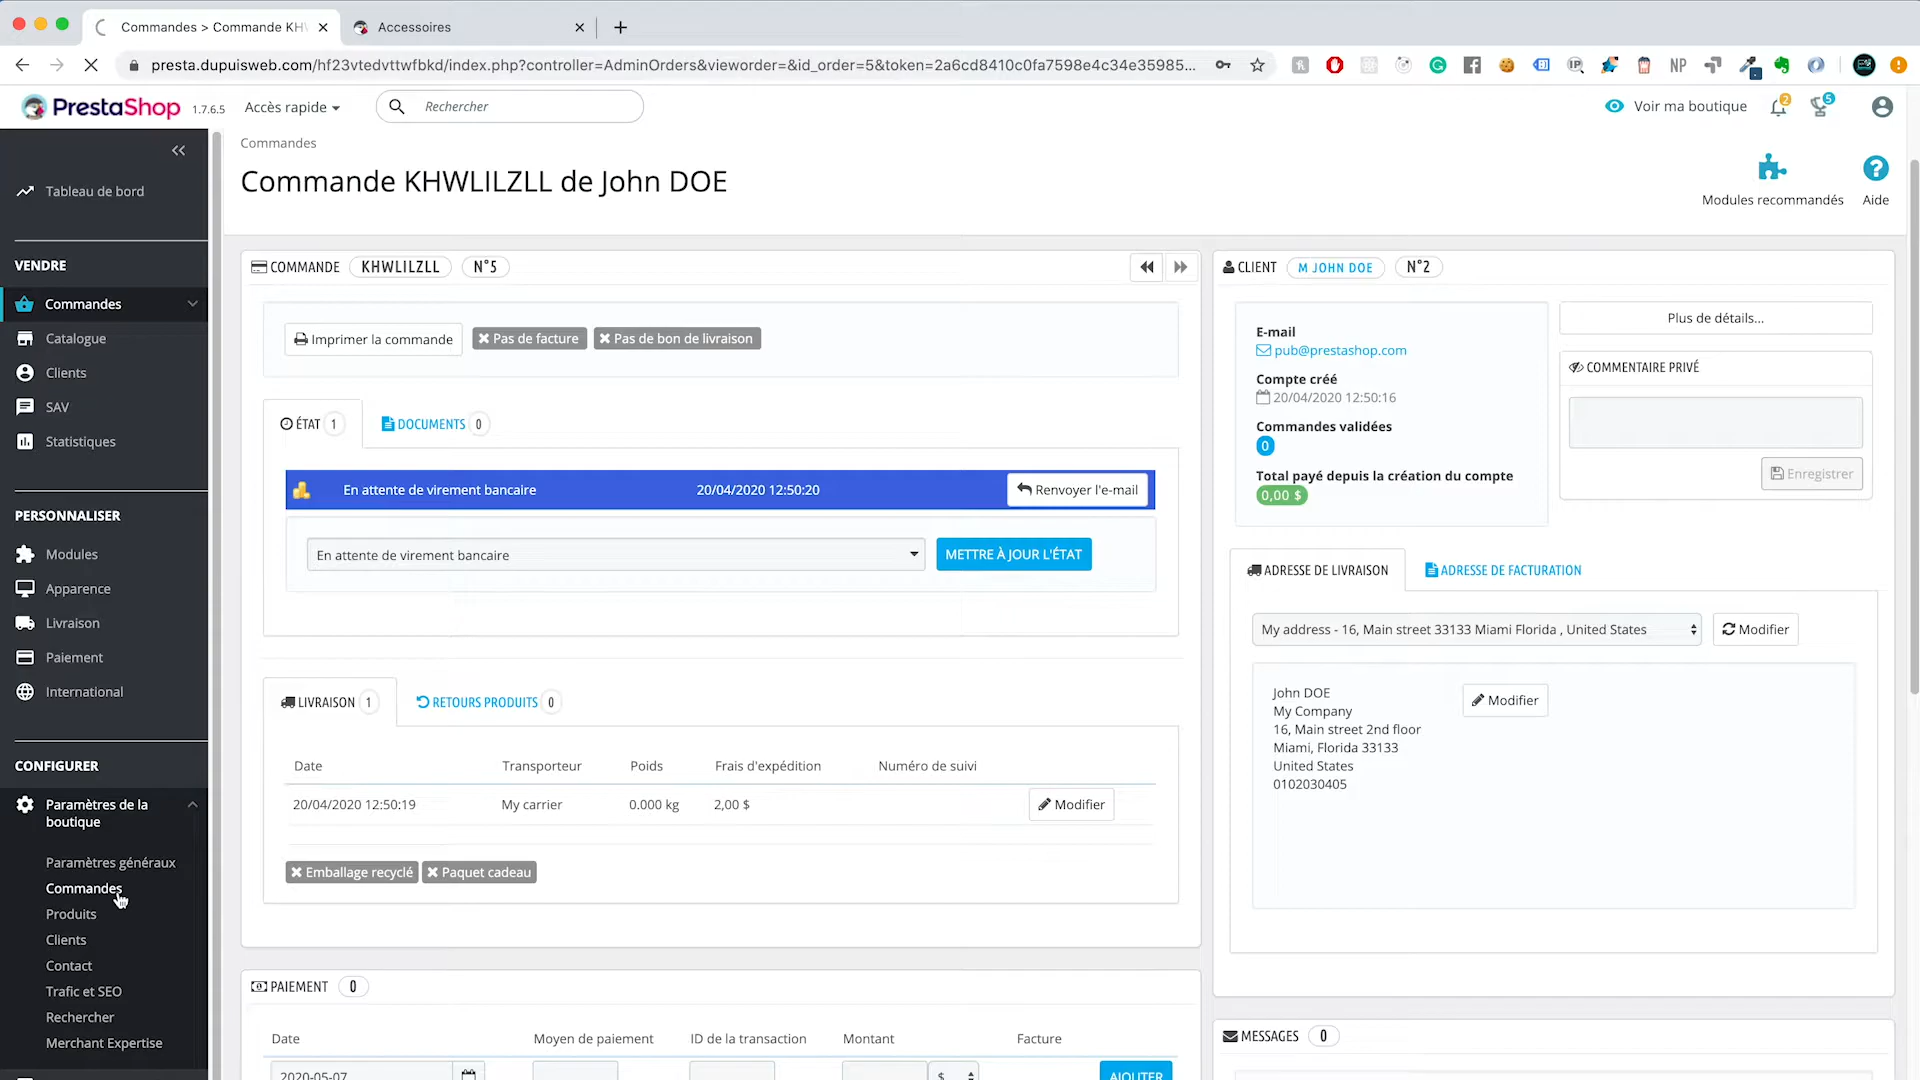 Commandes > Commande KH
Accessoires
presta.dupuisweb.com/hf23vtedvttwfbkd/index.php?controller=AdminOrders&vieworder=&id_order=5&token=2a6cd8410c0fa7598e4c34e35985...
PrestaShop 1.7.6.5
Accès rapide
Rechercher
Voir ma boutique
2
5
Tableau de bord
VENDRE
Commandes
Catalogue
Clients
SAV
Statistiques
PERSONNALISER
Modules
Apparence
Livraison
Paiement
International
CONFIGURER
Paramètres de la
boutique
Paramètres généraux
Commandes
Produits
Clients
Contact
Trafic et SEO
Rechercher
Merchant Expertise
Commandes
Commande KHWLILZLL de John DOE
Modules recommandés
Aide
COMMANDE KHWLILZLL N°5
Imprimer la commande
Pas de facture
Pas de bon de livraison
ÉTAT 1
DOCUMENTS 0
En attente de virement bancaire 20/04/2020 12:50:20 Renvoyer l'e-mail
En attente de virement bancaire
METTRE À JOUR L'ÉTAT
LIVRAISON 1
RETOURS PRODUITS 0
Date Transporteur Poids Frais d'expédition Numéro de suivi
20/04/2020 12:50:19 My carrier 0.000 kg 2,00 $ Modifier
Emballage recyclé
Paquet cadeau
PAIEMENT 0
Date Moyen de paiement ID de la transaction Montant Facture
2020-05-07 $ AJOUTER
CLIENT M JOHN DOE N°2
E-mail
pub@prestashop.com
Compte créé
20/04/2020 12:50:16
Commandes validées
0
Total payé depuis la création du compte
0,00 $
Plus de détails...
COMMENTAIRE PRIVÉ
Enregistrer
ADRESSE DE LIVRAISON
ADRESSE DE FACTURATION
My address - 16, Main street 33133 Miami Florida , United States
Modifier
John DOE
My Company
16, Main street 2nd floor
Miami, Florida 33133
United States
0102030405
Modifier
MESSAGES 0